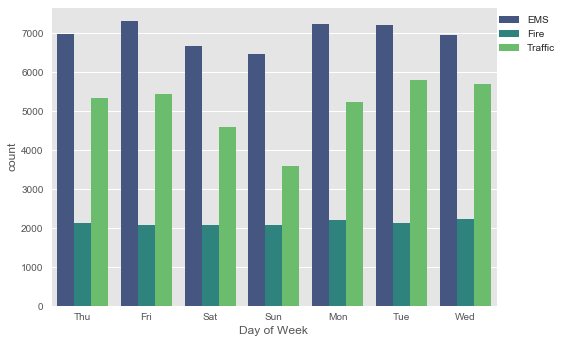 EMS
Fire
Traffic
count
7000
6000
5000
4000
3000
2000
1000
0
Thu Fri Sat Sun Mon Tue Wed
Day of Week